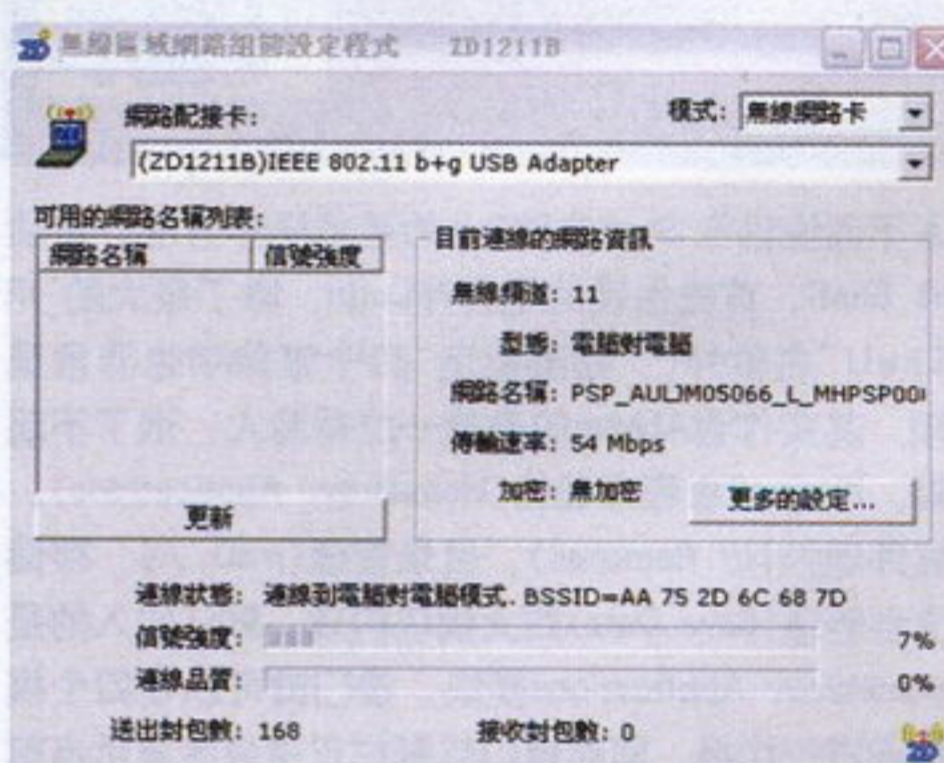 無線區域網路組態設定程式 ZD1211B
網路配接卡:
模式: 無線網路卡
(ZD1211B)IEEE 802.11 b+g USB Adapter
可用的網路名稱列表:
網路名稱 信號強度
目前連線的網路資訊
無線頻道: 11
型態: 電腦對電腦
網路名稱: PSP_AULJM05066_L_MHPSP00
傳輸速率: 54 Mbps
加密: 無加密
更多的設定...
更新
連線狀態: 連線到電腦對電腦模式. BSSID=AA 75 2D 6C 68 7D
信號強度: 7%
連線品質: 0%
送出封包數: 168 接收封包數: 0